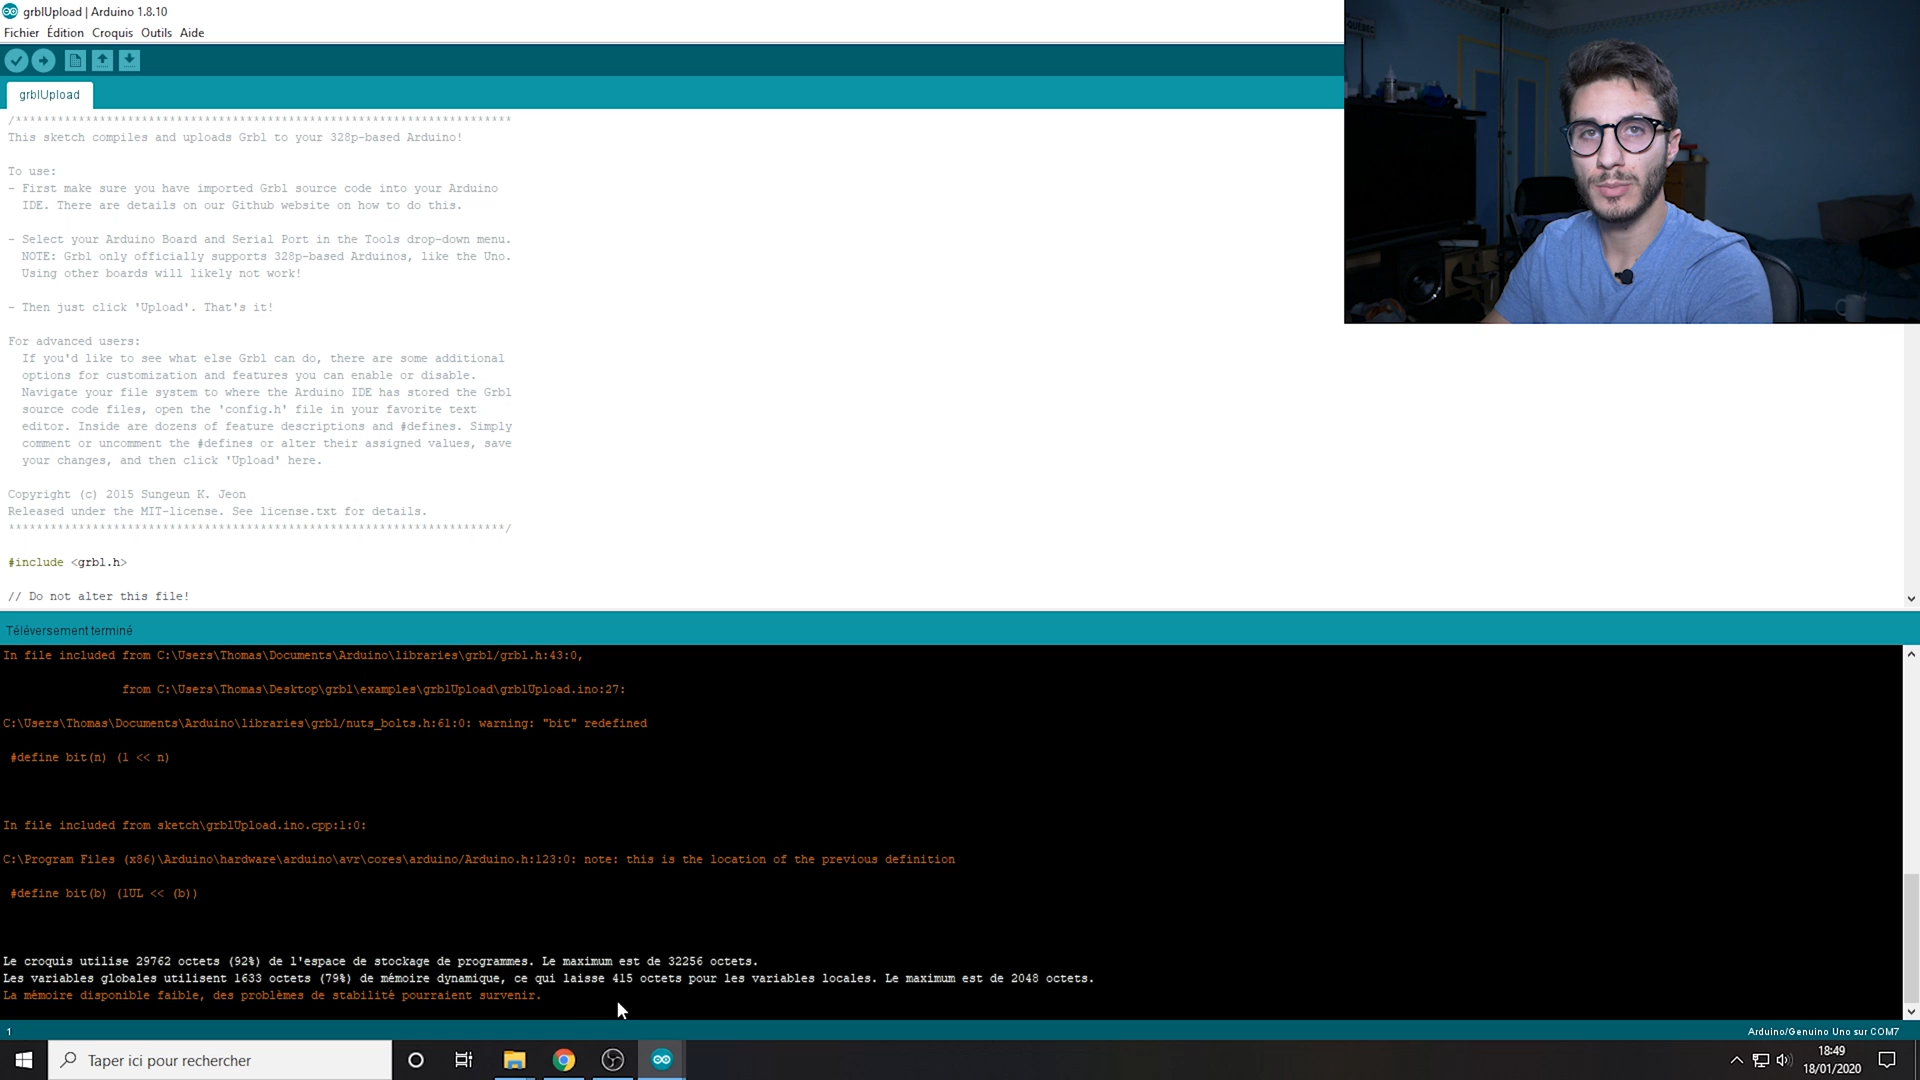 grblUpload | Arduino 1.8.10
Fichier Édition Croquis Outils Aide
grblUpload
/***********************************************************************
This sketch compiles and uploads Grbl to your 328p-based Arduino!
To use:
- First make sure you have imported Grbl source code into your Arduino
IDE. There are details on our Github website on how to do this.
- Select your Arduino Board and Serial Port in the Tools drop-down menu.
NOTE: Grbl only officially supports 328p-based Arduinos, like the Uno.
Using other boards will likely not work!
- Then just click 'Upload'. That's it!
For advanced users:
If you'd like to see what else Grbl can do, there are some additional
options for customization and features you can enable or disable.
Navigate your file system to where the Arduino IDE has stored the Grbl
source code files, open the 'config.h' file in your favorite text
editor. Inside are dozens of feature descriptions and #defines. Simply
comment or uncomment the #defines or alter their assigned values, save
your changes, and then click 'Upload' here.
Copyright (c) 2015 Sungeun K. Jeon
Released under the MIT-license. See license.txt for details.
***********************************************************************/
#include <grbl.h>
// Do not alter this file!
Téléversement terminé
In file included from C:\Users\Thomas\Documents\Arduino\libraries\grbl/grbl.h:43:0,
from C:\Users\Thomas\Desktop\grbl\examples\grblUpload\grblUpload.ino:27:
C:\Users\Thomas\Documents\Arduino\libraries\grbl/nuts_bolts.h:61:0: warning: "bit" redefined
#define bit(n) (1 << n)
In file included from sketch\grblUpload.ino.cpp:1:0:
C:\Program Files (x86)\Arduino\hardware\arduino\avr\cores\arduino/Arduino.h:123:0: note: this is the location of the previous definition
#define bit(b) (1UL << (b))
Le croquis utilise 29762 octets (92%) de l'espace de stockage de programmes. Le maximum est de 32256 octets.
Les variables globales utilisent 1633 octets (79%) de mémoire dynamique, ce qui laisse 415 octets pour les variables locales. Le maximum est de 2048 octets.
La mémoire disponible faible, des problèmes de stabilité pourraient survenir.
1
Arduino/Genuino Uno sur COM7
Taper ici pour rechercher
18:49
18/01/2020